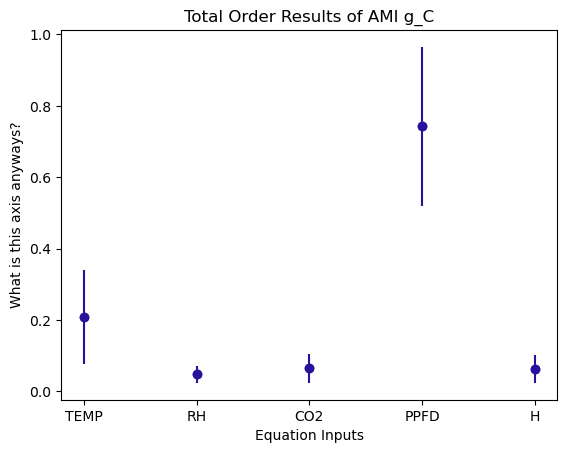 Total Order Results of AMI g_C
What is this axis anyways?
1.0
0.8
0.6
0.4
0.2
0.0
TEMP RH CO2 PPFD H
Equation Inputs